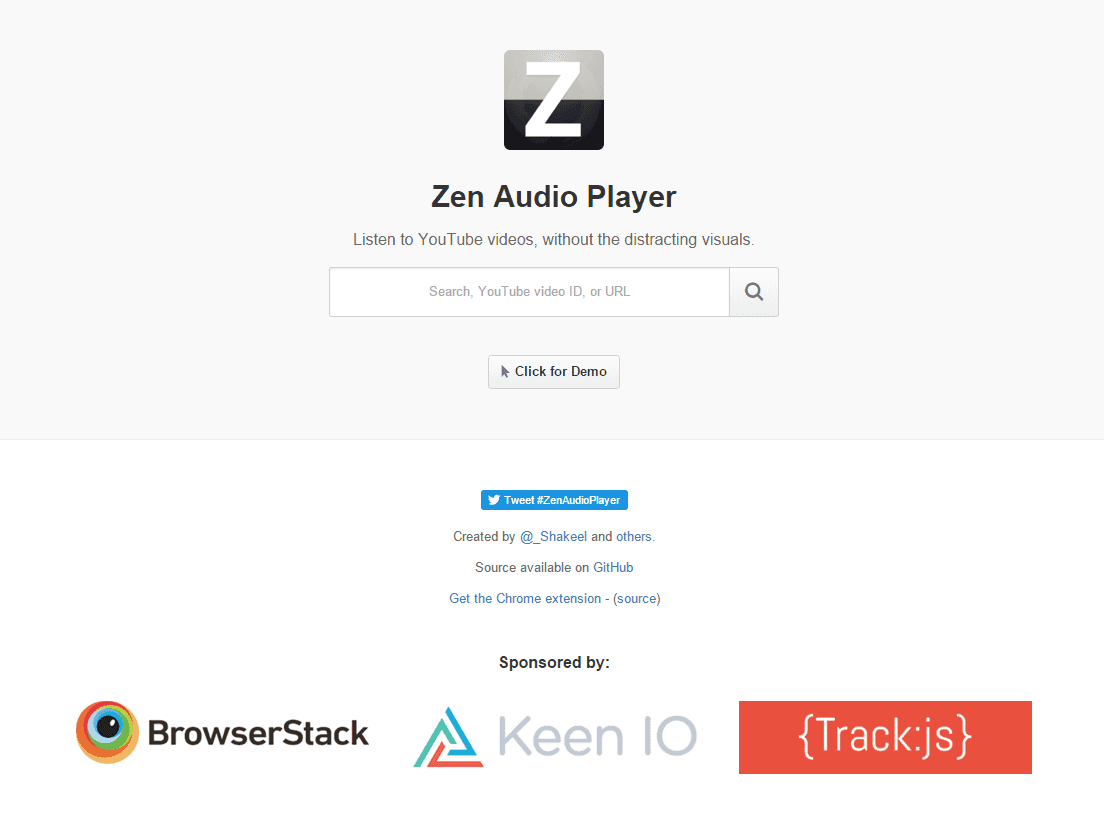 Z
Zen Audio Player
Listen to YouTube videos, without the distracting visuals.
Search, YouTube video ID, or URL
Click for Demo
Tweet #ZenAudioPlayer
Created by @_Shakeel and others.
Source available on GitHub
Get the Chrome extension - (source)
Sponsored by:
BrowserStack
Keen IO
{Track:js}